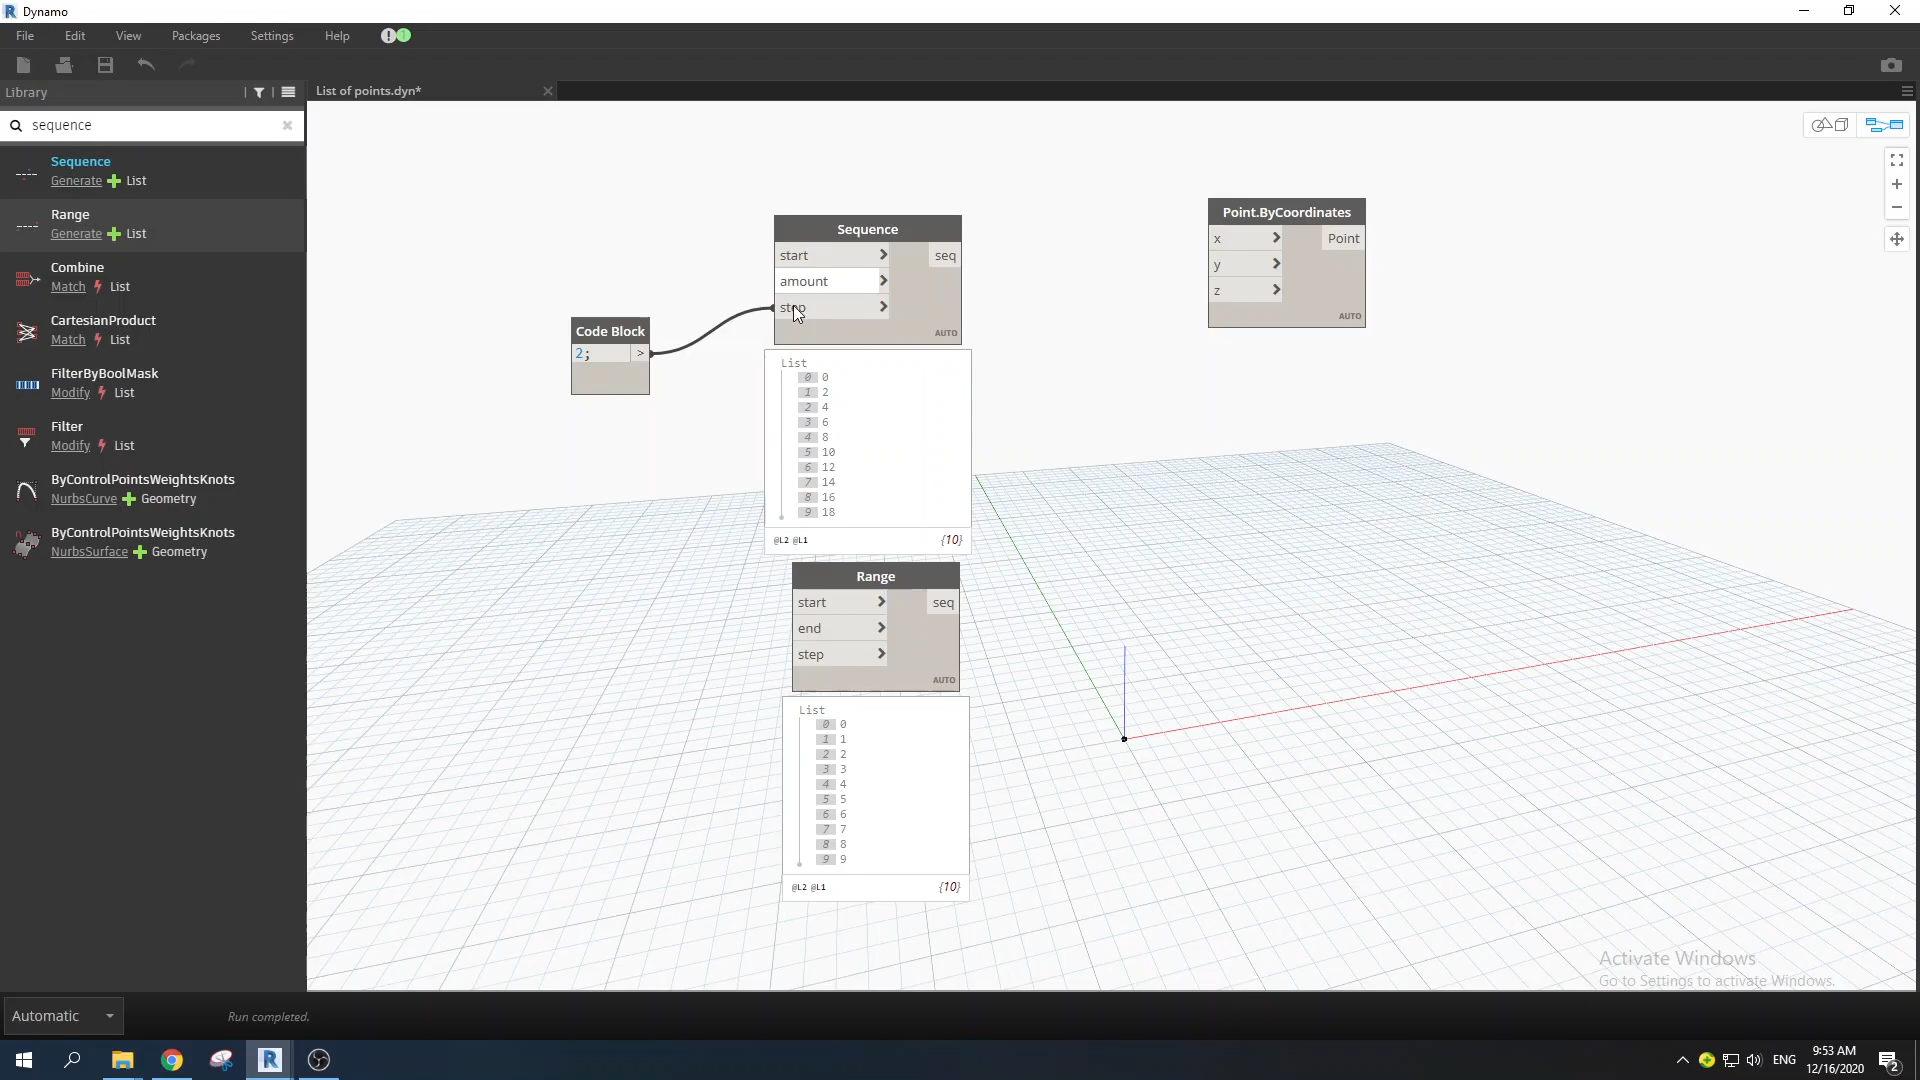 Dynamo
File Edit View Packages Settings Help ! 1
Library
List of points.dyn*
sequence
Sequence
Generate List
Range
Generate List
Combine
Match List
CartesianProduct
Match List
FilterByBoolMask
Modify List
Filter
Modify List
ByControlPointsWeightsKnots
NurbsCurve Geometry
ByControlPointsWeightsKnots
NurbsSurface Geometry
Code Block
2; >
Sequence
start > seq
amount >
step >
AUTO
List
0 0
1 2
2 4
3 6
4 8
5 10
6 12
7 14
8 16
9 18
@L2 @L1 {10}
Range
start > seq
end >
step >
AUTO
List
0 0
1 1
2 2
3 3
4 4
5 5
6 6
7 7
8 8
9 9
@L2 @L1 {10}
Point.ByCoordinates
x > Point
y >
z >
AUTO
Activate Windows
Go to Settings to activate Windows.
Automatic
Run completed.
ENG
9:53 AM
12/16/2020
2